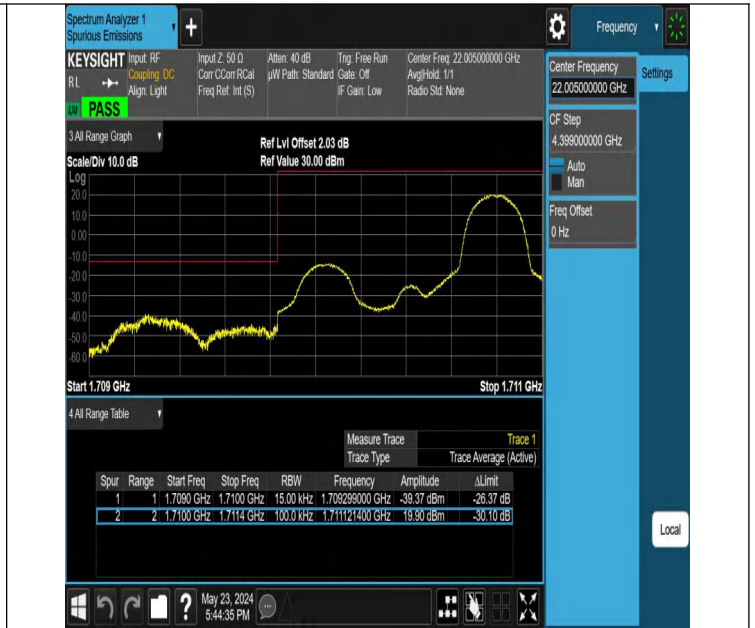 Spectrum Analyzer 1
Spurious Emissions
Frequency
KEYSIGHT
RL
Input: RF
Coupling: DC
Align: Light
Input Z: 50 Ω
Corr CCorr RCal
Freq Ref: Int (S)
Atten: 40 dB
µW Path: Standard
Trig: Free Run
Gate: Off
IF Gain: Low
Center Freq: 22.005000000 GHz
Avg|Hold: 1/1
Radio Std: None
PASS
Center Frequency
22.005000000 GHz
Settings
CF Step
4.399000000 GHz
Auto
Man
Freq Offset
0 Hz
3 All Range Graph
Scale/Div 10.0 dB
Ref Lvl Offset 2.03 dB
Ref Value 30.00 dBm
Log
20.0
10.0
0.00
-10.0
-20.0
-30.0
-40.0
-50.0
-60.0
Start 1.709 GHz
Stop 1.711 GHz
4 All Range Table
Measure Trace Trace 1
Trace Type Trace Average (Active)
Spur Range Start Freq Stop Freq RBW Frequency Amplitude ΔLimit
1 1 1.7090 GHz 1.7100 GHz 15.00 kHz 1.709299000 GHz -39.37 dBm -26.37 dB
2 2 1.7100 GHz 1.7114 GHz 100.0 kHz 1.711121400 GHz 19.90 dBm -30.10 dB
Local
?
May 23, 2024
5:44:35 PM